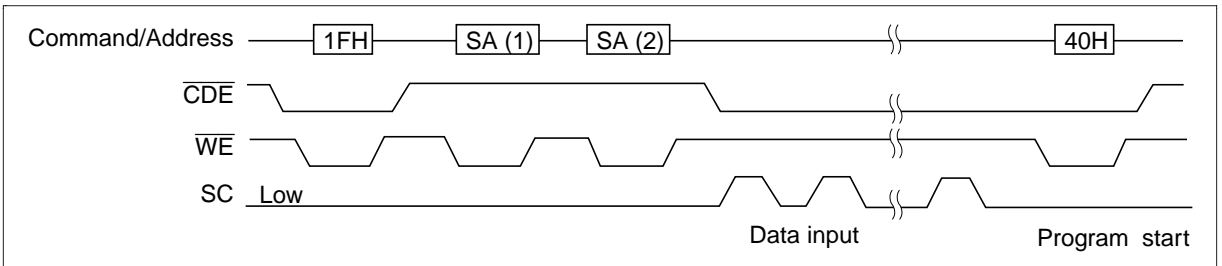 Command/Address 1FH SA (1) SA (2) 40H
CDE
WE
SC Low
Data input Program start